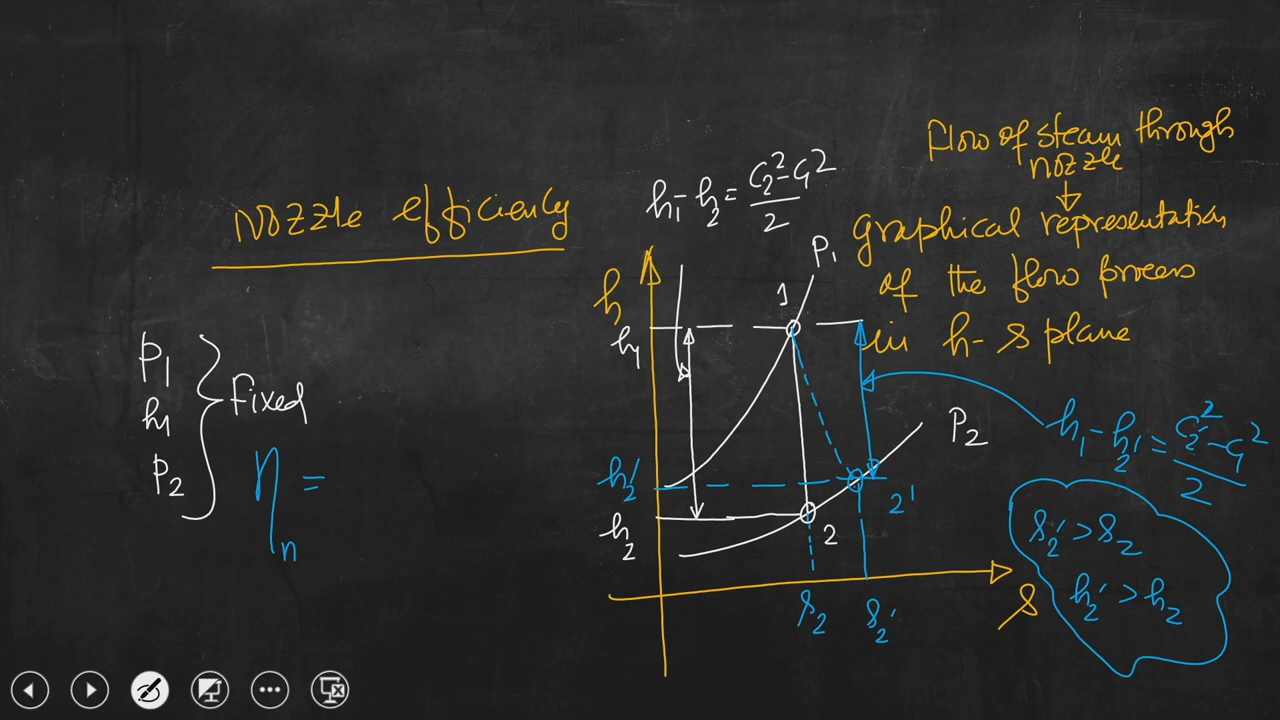 Nozzle efficiency
P1
h1
P2
fixed
ηn =
h1 - h2 = C2² - C1² / 2
Flow of steam through
nozzle
graphical representation
of the flow process
in h-s plane
h
P1
1
h1
P2
h2'
2'
h2
2
s2
s2'
s
h1 - h2' = C2'² - C1² / 2
s2' > s2
h2' > h2